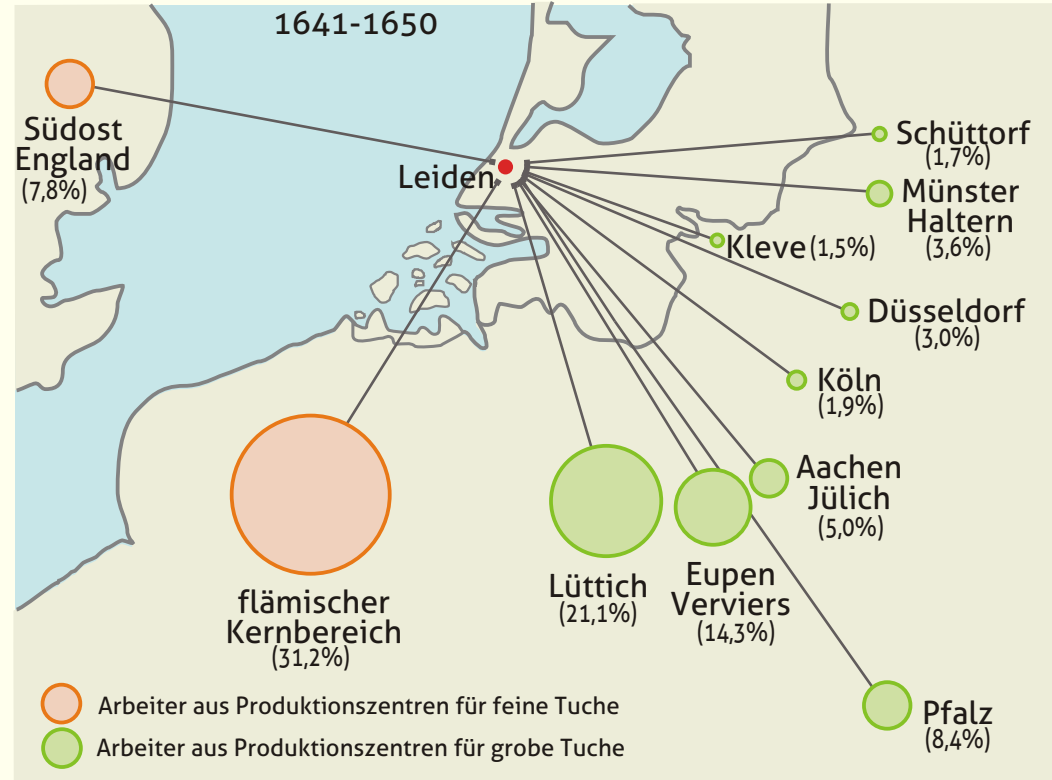 1641-1650
Südost
England
(7,8%)
Leiden
Schüttorf
(1,7%)
Münster
Haltern
(3,6%)
Kleve (1,5%)
Düsseldorf
(3,0%)
Köln
(1,9%)
Aachen
Jülich
(5,0%)
Eupen
Verviers
(14,3%)
Lüttich
(21,1%)
flämischer
Kernbereich
(31,2%)
Pfalz
(8,4%)
Arbeiter aus Produktionszentren für feine Tuche
Arbeiter aus Produktionszentren für grobe Tuche